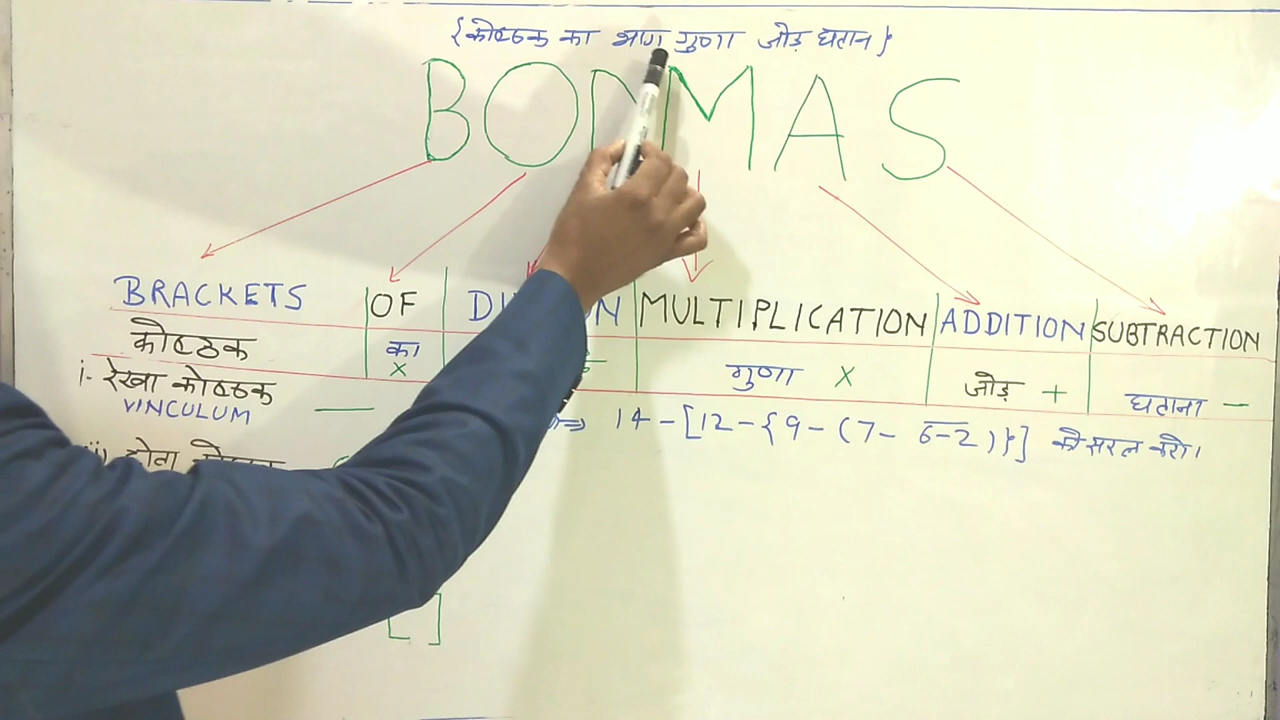 {कोष्ठक का भाग गुणा जोड़ घटान}
BODMAS
BRACKETS OF MULTIPLICATION ADDITION SUBTRACTION
कोष्ठक का × गुणा × जोड़ + घटाना −
i- रेखा कोष्ठक
VINCULUM —
⇒ 14 − [12 − {9 − (7 − 6̅−̅2̅)}] को सरल करो।
[ ]